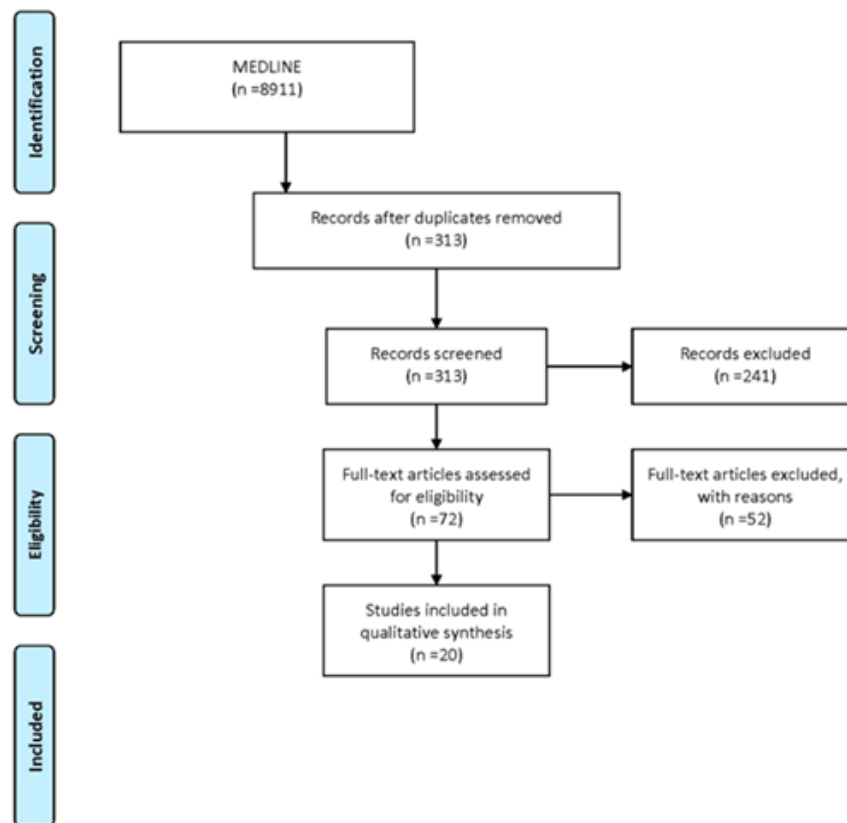 Identification
MEDLINE
(n =8911)
Records after duplicates removed
(n =313)
Screening
Records screened
(n =313)
Records excluded
(n =241)
Eligibility
Full-text articles assessed
for eligibility
(n =72)
Full-text articles excluded,
with reasons
(n =52)
Studies included in
qualitative synthesis
(n =20)
Included